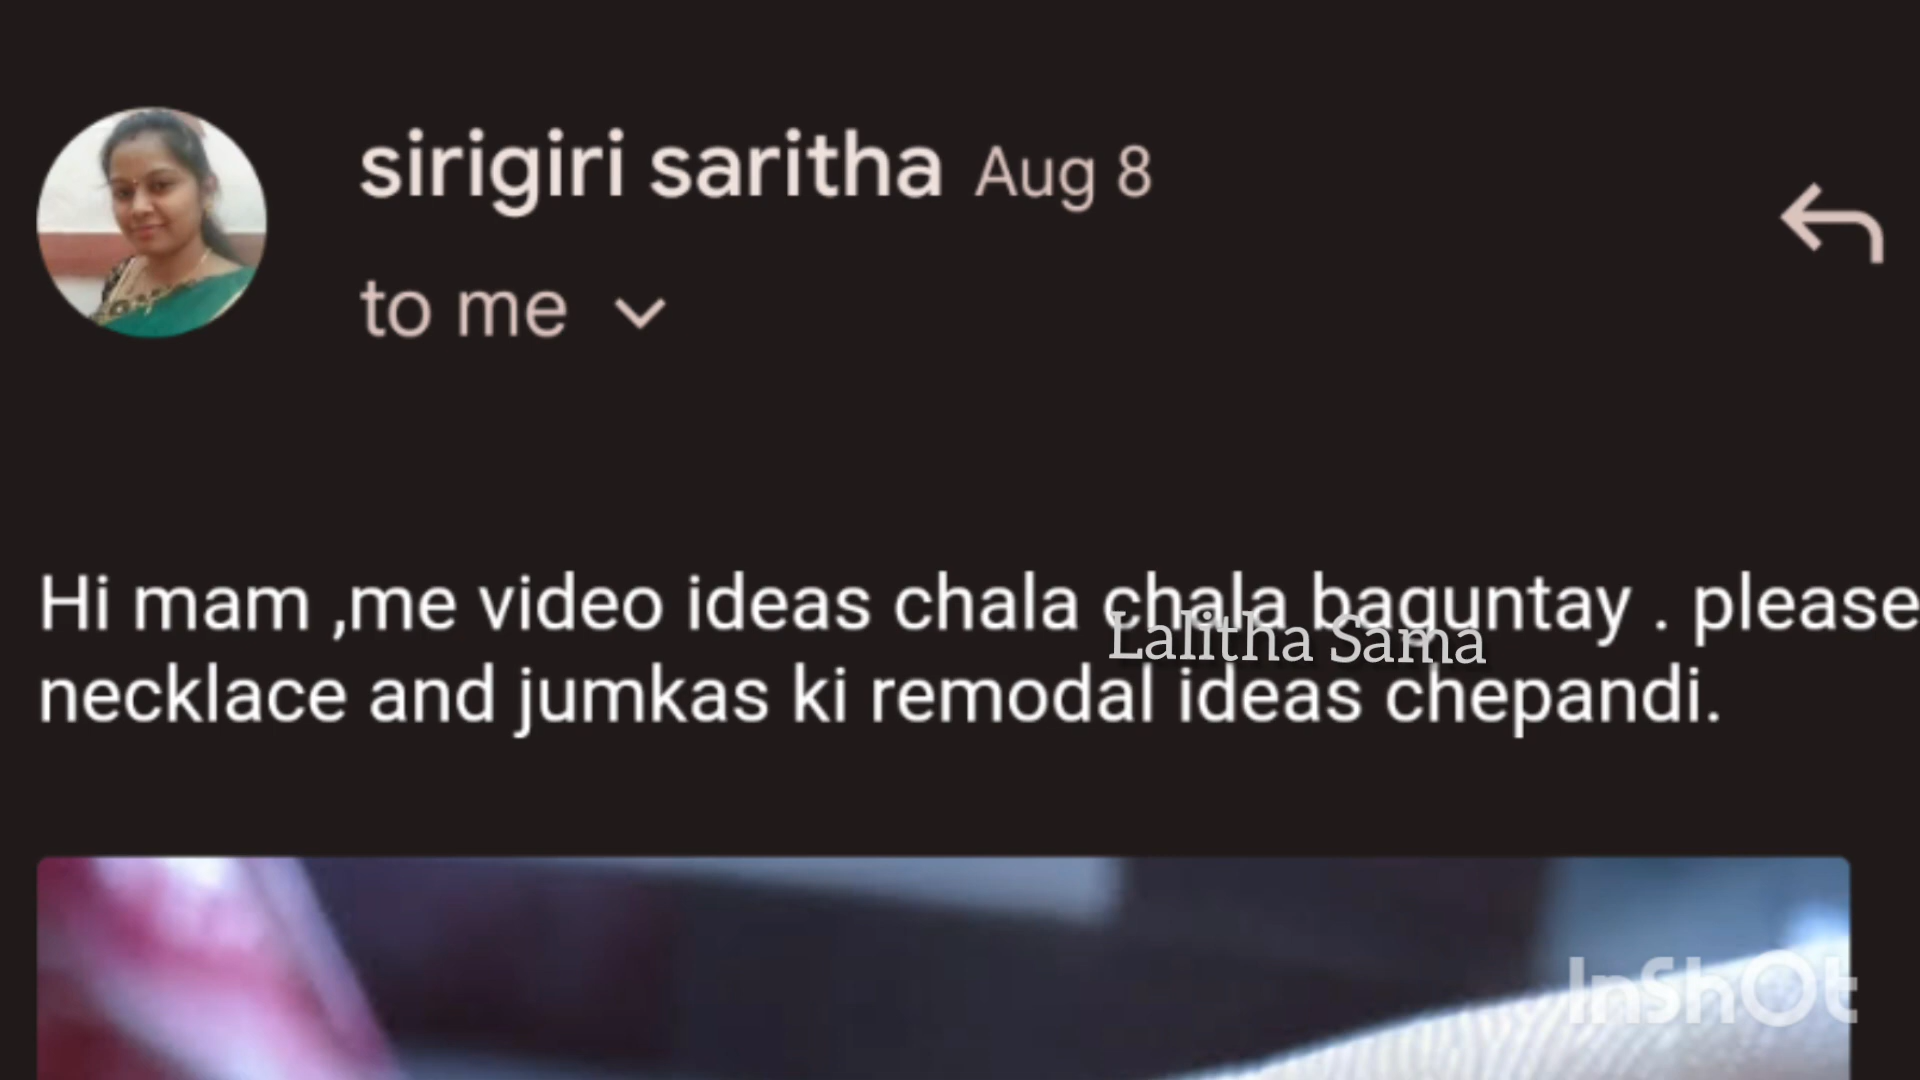 sirigiri saritha Aug 8
to me
Hi mam ,me video ideas chala chala baguntay . please
Lalitha Sama
necklace and jumkas ki remodal ideas chepandi.
InShOt